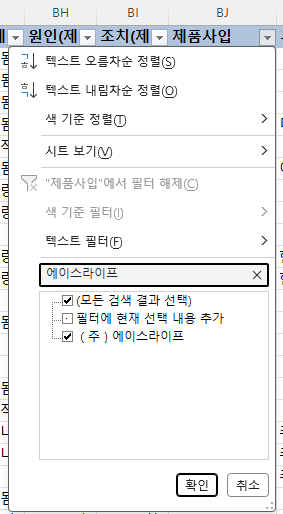 BH BI BJ
원인(제 조치(제 제품사입
텍스트 오름차순 정렬(S)
텍스트 내림차순 정렬(O)
색 기준 정렬(T)
시트 보기(V)
"제품사입"에서 필터 해제(C)
색 기준 필터(I)
텍스트 필터(F)
에이스라이프
(모든 검색 결과 선택)
필터에 현재 선택 내용 추가
( 주 ) 에이스라이프
확인 취소